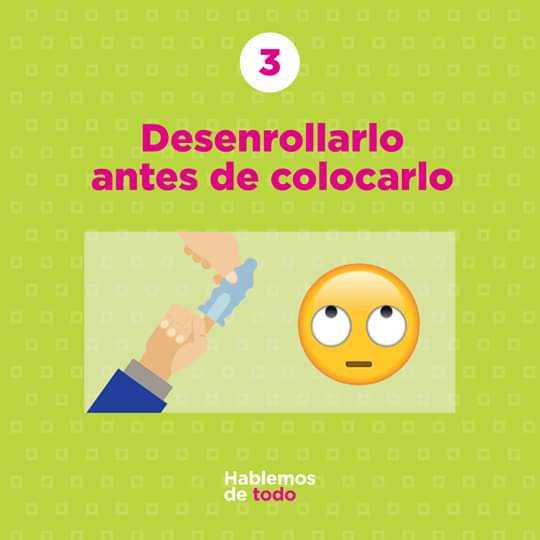 3
Desenrollarlo
antes de colocarlo
Hablemos
de todo